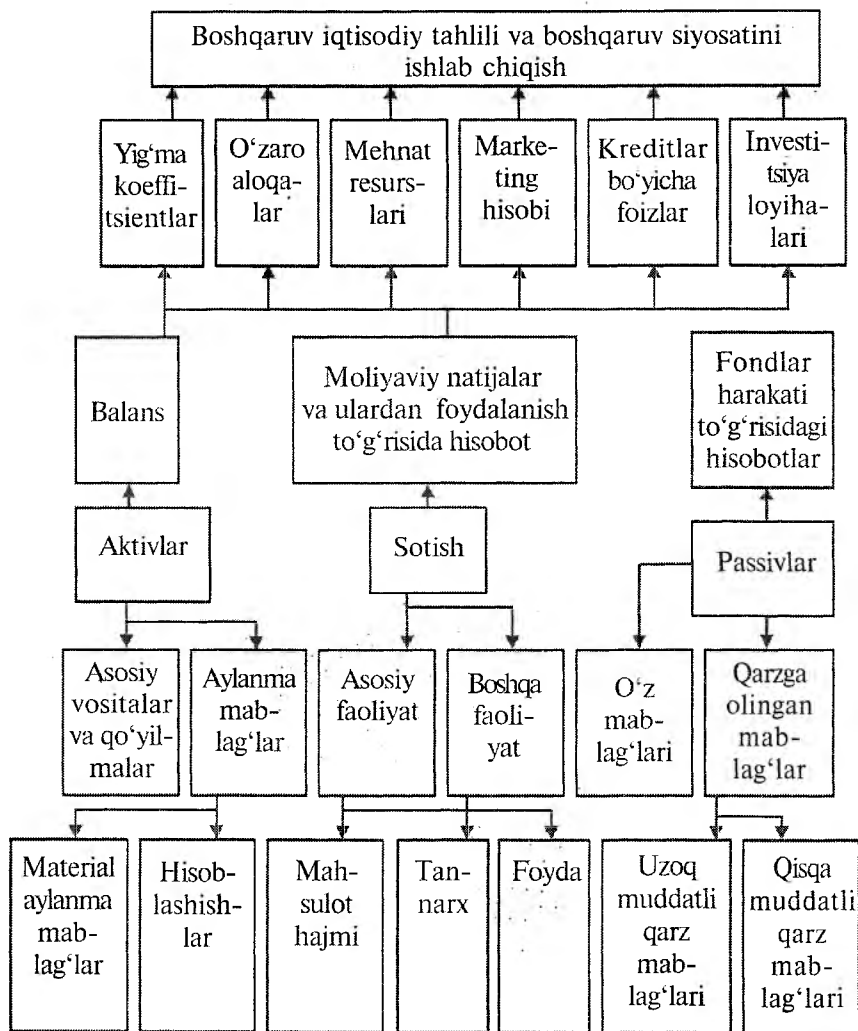 Boshqaruv iqtisodiy tahlili va boshqaruv siyosatini
ishlab chiqish
Yig‘ma
koeffi-
tsientlar
O‘zaro
aloqa-
lar
Mehnat
resurs-
lari
Marke-
ting
hisobi
Kreditlar
bo‘yicha
foizlar
Investi-
tsiya
loyiha-
lari
Balans
Moliyaviy natijalar
va ulardan foydalanish
to‘g‘risida hisobot
Fondlar
harakati
to‘g‘risidagi
hisobotlar
Aktivlar
Sotish
Passivlar
Asosiy
vositalar
va qo‘yil-
malar
Aylanma
mab-
lag‘lar
Asosiy
faoliyat
Boshqa
faoli-
yat
O‘z
mab-
lag‘lari
Qarzga
olingan
mab-
lag‘lar
Material
aylanma
mab-
lag‘lar
Hisob-
lashish-
lar
Mah-
sulot
hajmi
Tan-
narx
Foyda
Uzoq
muddatli
qarz
mab-
lag‘lari
Qisqa
muddatli
qarz
mab-
lag‘lari